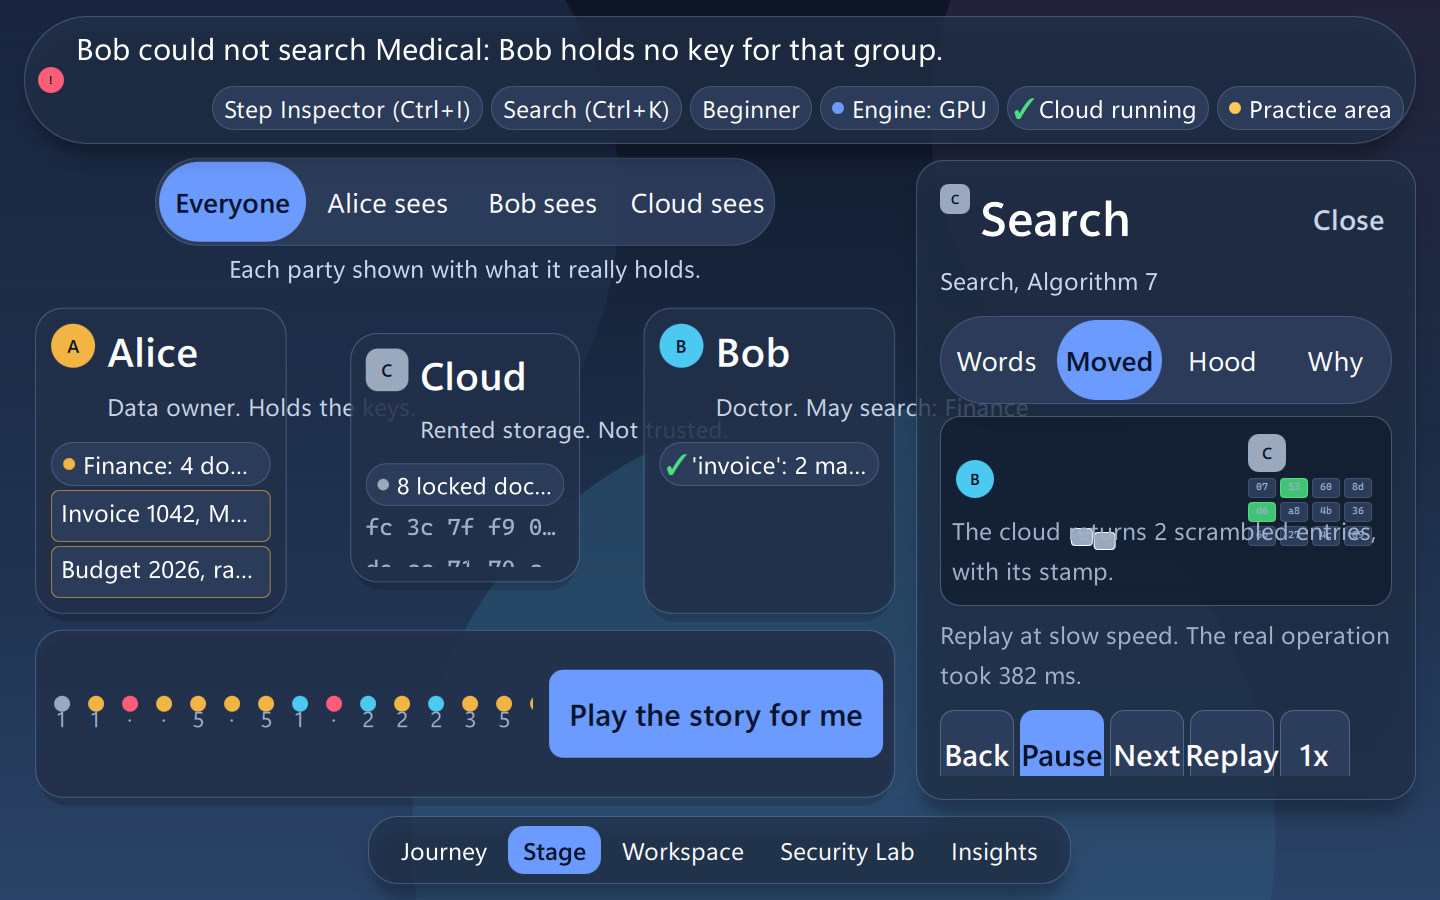 Bob could not search Medical: Bob holds no key for that group.
!
Step Inspector (Ctrl+I) Search (Ctrl+K) Beginner Engine: GPU Cloud running Practice area
Everyone Alice sees Bob sees Cloud sees
Each party shown with what it really holds.
A Alice
Data owner. Holds the keys.
Finance: 4 do...
Invoice 1042, M...
Budget 2026, ra...
C Cloud
Rented storage. Not trusted.
8 locked doc...
fc 3c 7f f9 0...
B Bob
Doctor. May search: Finance
'invoice': 2 ma...
1 1 · · 5 · 5 1 · 2 2 2 3 5
Play the story for me
C Search Close
Search, Algorithm 7
Words Moved Hood Why
B
C
07 53 60 8d
d6 a8 4b 36
The cloud returns 2 scrambled entries,
with its stamp.
Replay at slow speed. The real operation
took 382 ms.
Back Pause Next Replay 1x
Journey Stage Workspace Security Lab Insights